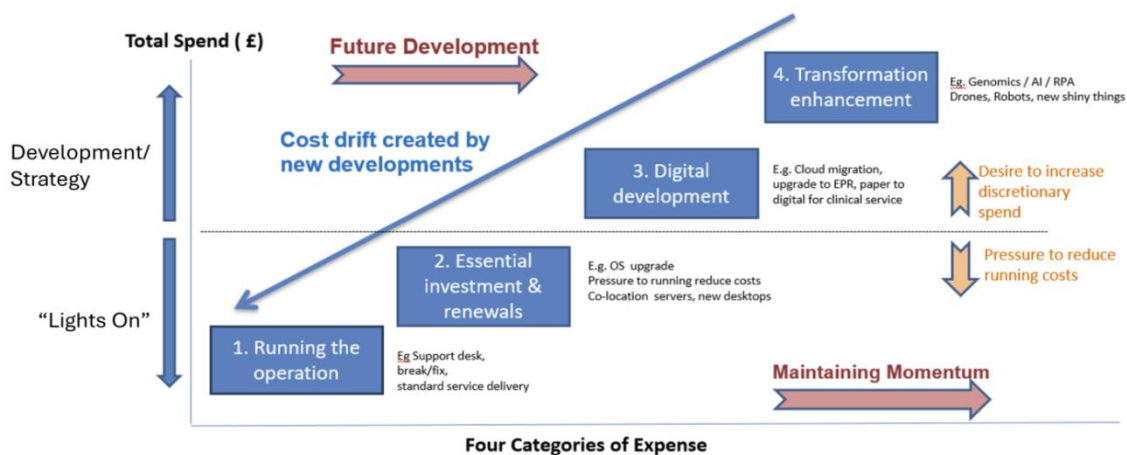 Total Spend ( £)
Future Development
4. Transformation
enhancement
Eg. Genomics / AI / RPA
Drones, Robots, new shiny things
Development/
Strategy
Cost drift created by
new developments
3. Digital
development
E.g. Cloud migration,
upgrade to EPR, paper to
digital for clinical service
Desire to increase
discretionary
spend
2. Essential
investment &
renewals
E.g. OS upgrade
Pressure to running reduce costs
Co-location servers, new desktops
Pressure to reduce
running costs
“Lights On”
1. Running the
operation
Eg Support desk,
break/fix,
standard service delivery
Maintaining Momentum
Four Categories of Expense